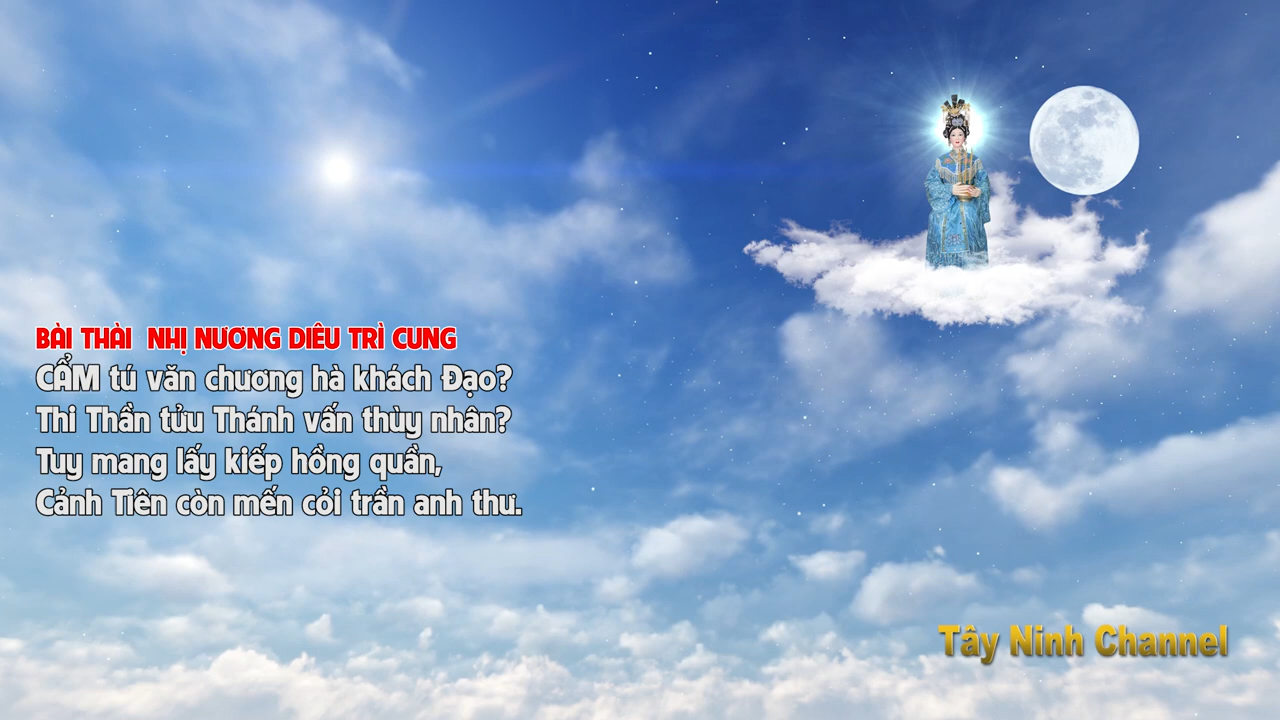 BÀI THÀI  NHỊ NƯƠNG DIÊU TRÌ CUNG
CẨM tú văn chương hà khách Đạo?
Thi Thần tửu Thánh vấn thùy nhân?
Tuy mang lấy kiếp hồng quần,
Cảnh Tiên còn mến cỏi trần anh thư.
Tây Ninh Channel